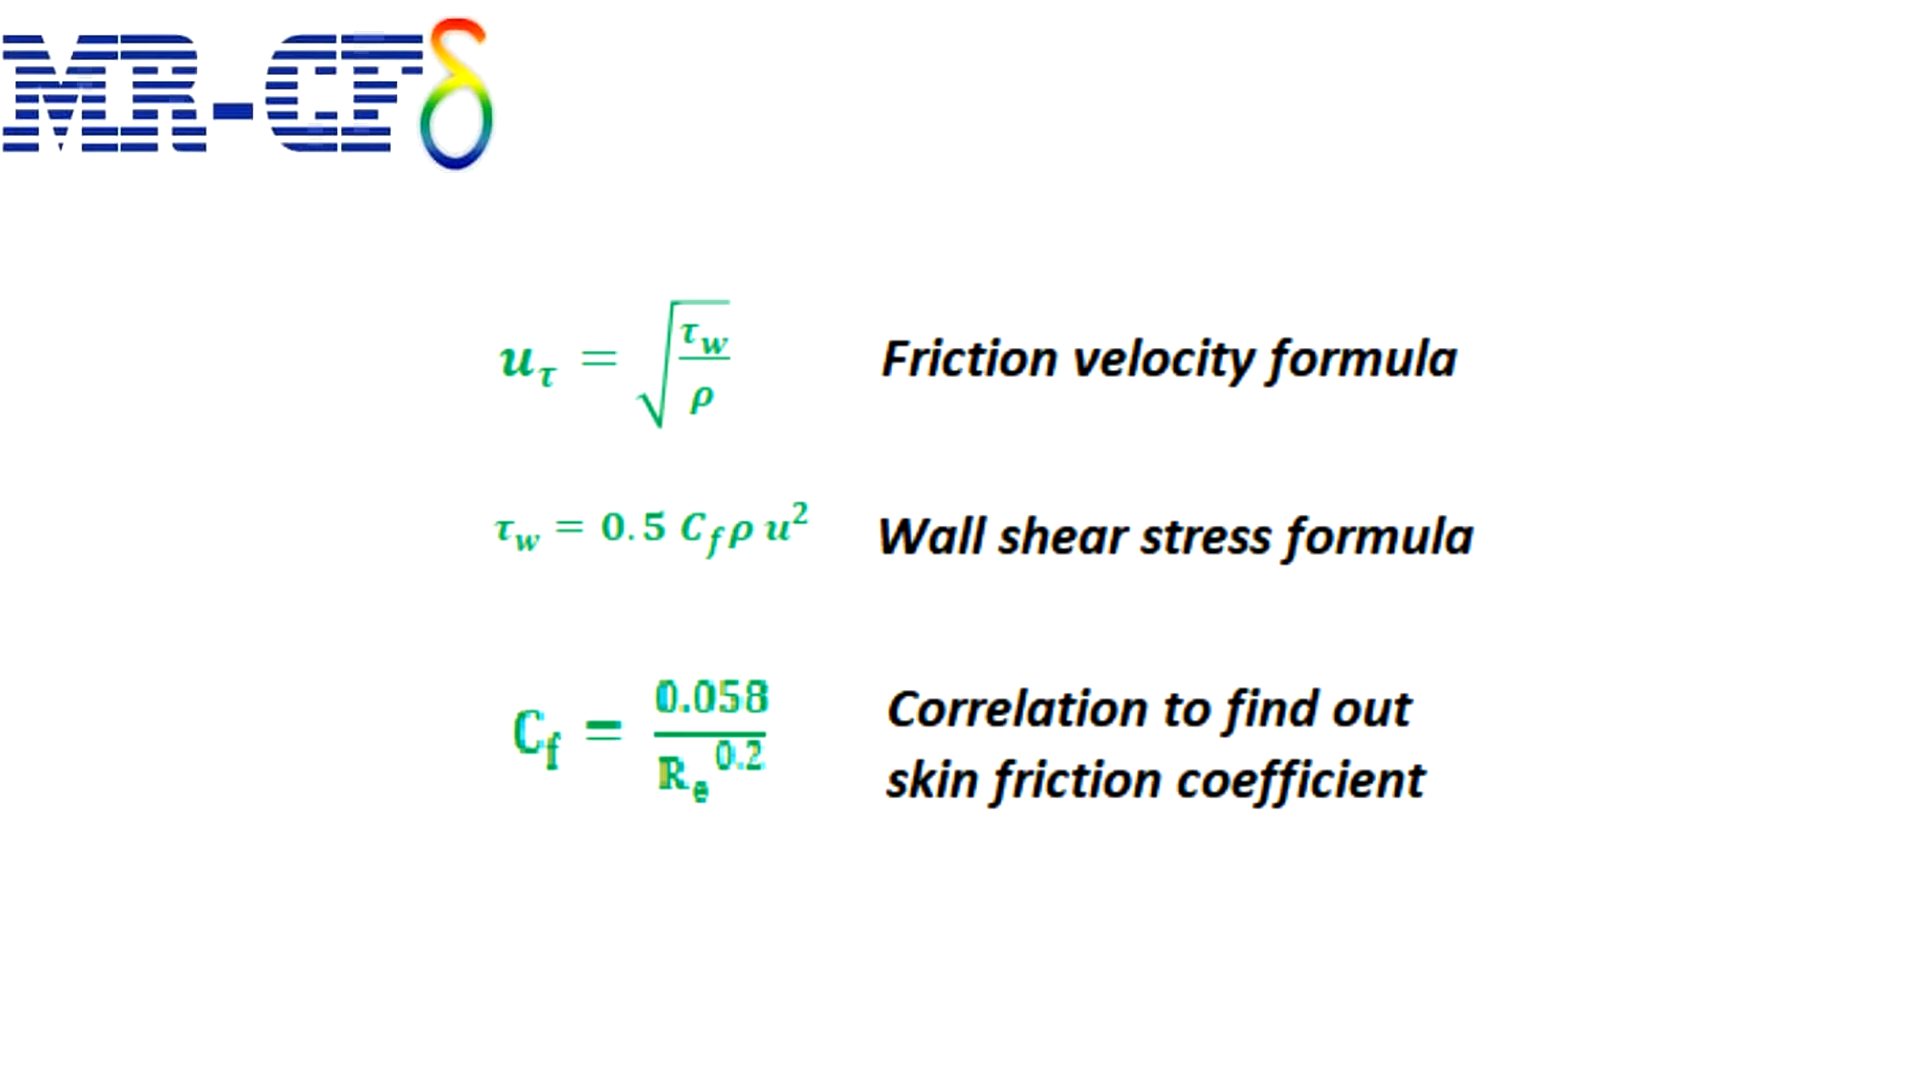 MR-CFδ
u_τ = √(τ_w / ρ) Friction velocity formula
τ_w = 0.5 C_f ρ u² Wall shear stress formula
C_f = 0.058 / R_e^0.2 Correlation to find out
skin friction coefficient